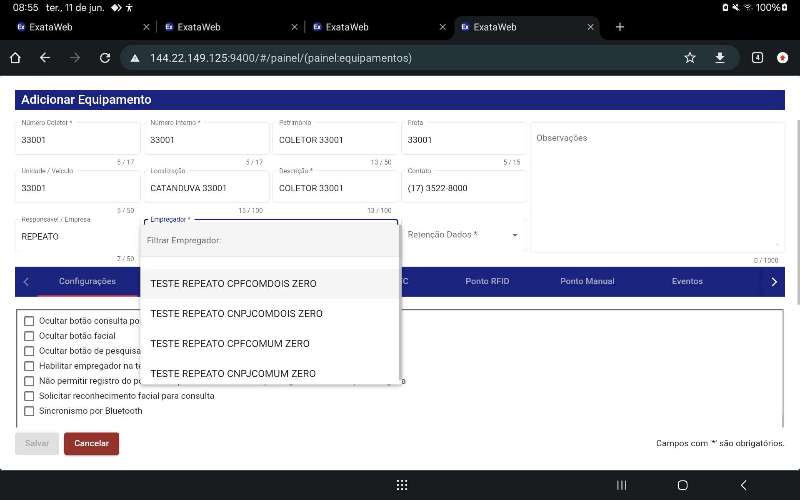 08:55 ter., 11 de jun. 100%
ExataWeb ExataWeb ExataWeb ExataWeb
144.22.149.125:9400/#/painel/(painel:equipamentos) 4
Adicionar Equipamento
Número Coletor * Número Interno * Patrimônio Frota
33001 33001 COLETOR 33001 33001 Observações
5 / 17 5 / 17 13 / 50 5 / 15
Unidade / Veículo Localização Descrição * Contato
33001 CATANDUVA 33001 COLETOR 33001 (17) 3522-8000
5 / 50 15 / 100 13 / 100
Responsável / Empresa Empregador *
REPEATO Filtrar Empregador: Retenção Dados *
7 / 50 0 / 1000
Configurações C Ponto RFID Ponto Manual Eventos
TESTE REPEATO CPFCOMDOIS ZERO
TESTE REPEATO CNPJCOMDOIS ZERO
TESTE REPEATO CPFCOMUM ZERO
TESTE REPEATO CNPJCOMUM ZERO
Ocultar botão consulta po
Ocultar botão facial
Ocultar botão de pesquisa
Habilitar empregador na te
Não permitir registro do po
Solicitar reconhecimento facial para consulta
Sincronismo por Bluetooth
Salvar Cancelar Campos com '*' são obrigatórios.